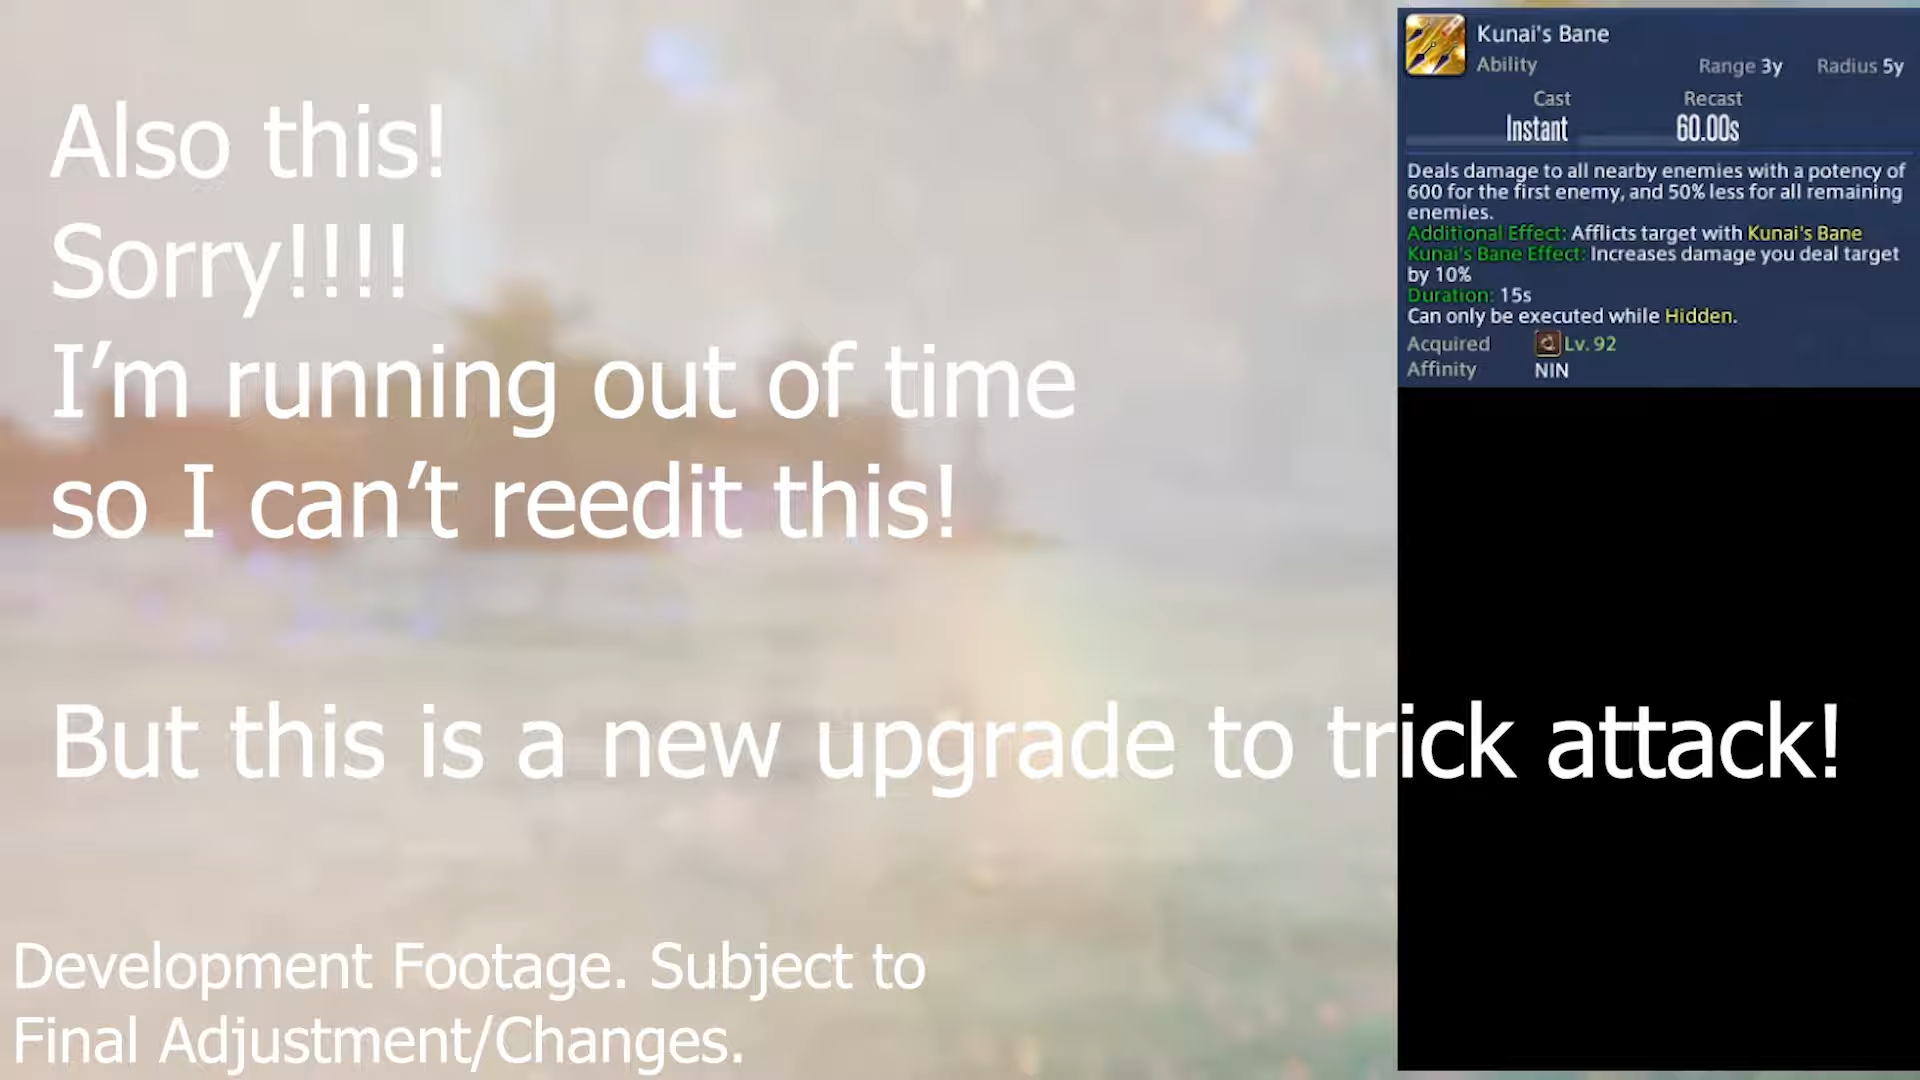 Also this!
Sorry!!!!
I’m running out of time
so I can’t reedit this!
But this is a new upgrade to trick attack!
Development Footage. Subject to
Final Adjustment/Changes.
Kunai's Bane
Ability
Range 3y Radius 5y
Cast Recast
Instant 60.00s
Deals damage to all nearby enemies with a potency of
600 for the first enemy, and 50% less for all remaining
enemies.
Additional Effect: Afflicts target with Kunai's Bane
Kunai's Bane Effect: Increases damage you deal target
by 10%
Duration: 15s
Can only be executed while Hidden.
Acquired Lv. 92
Affinity NIN